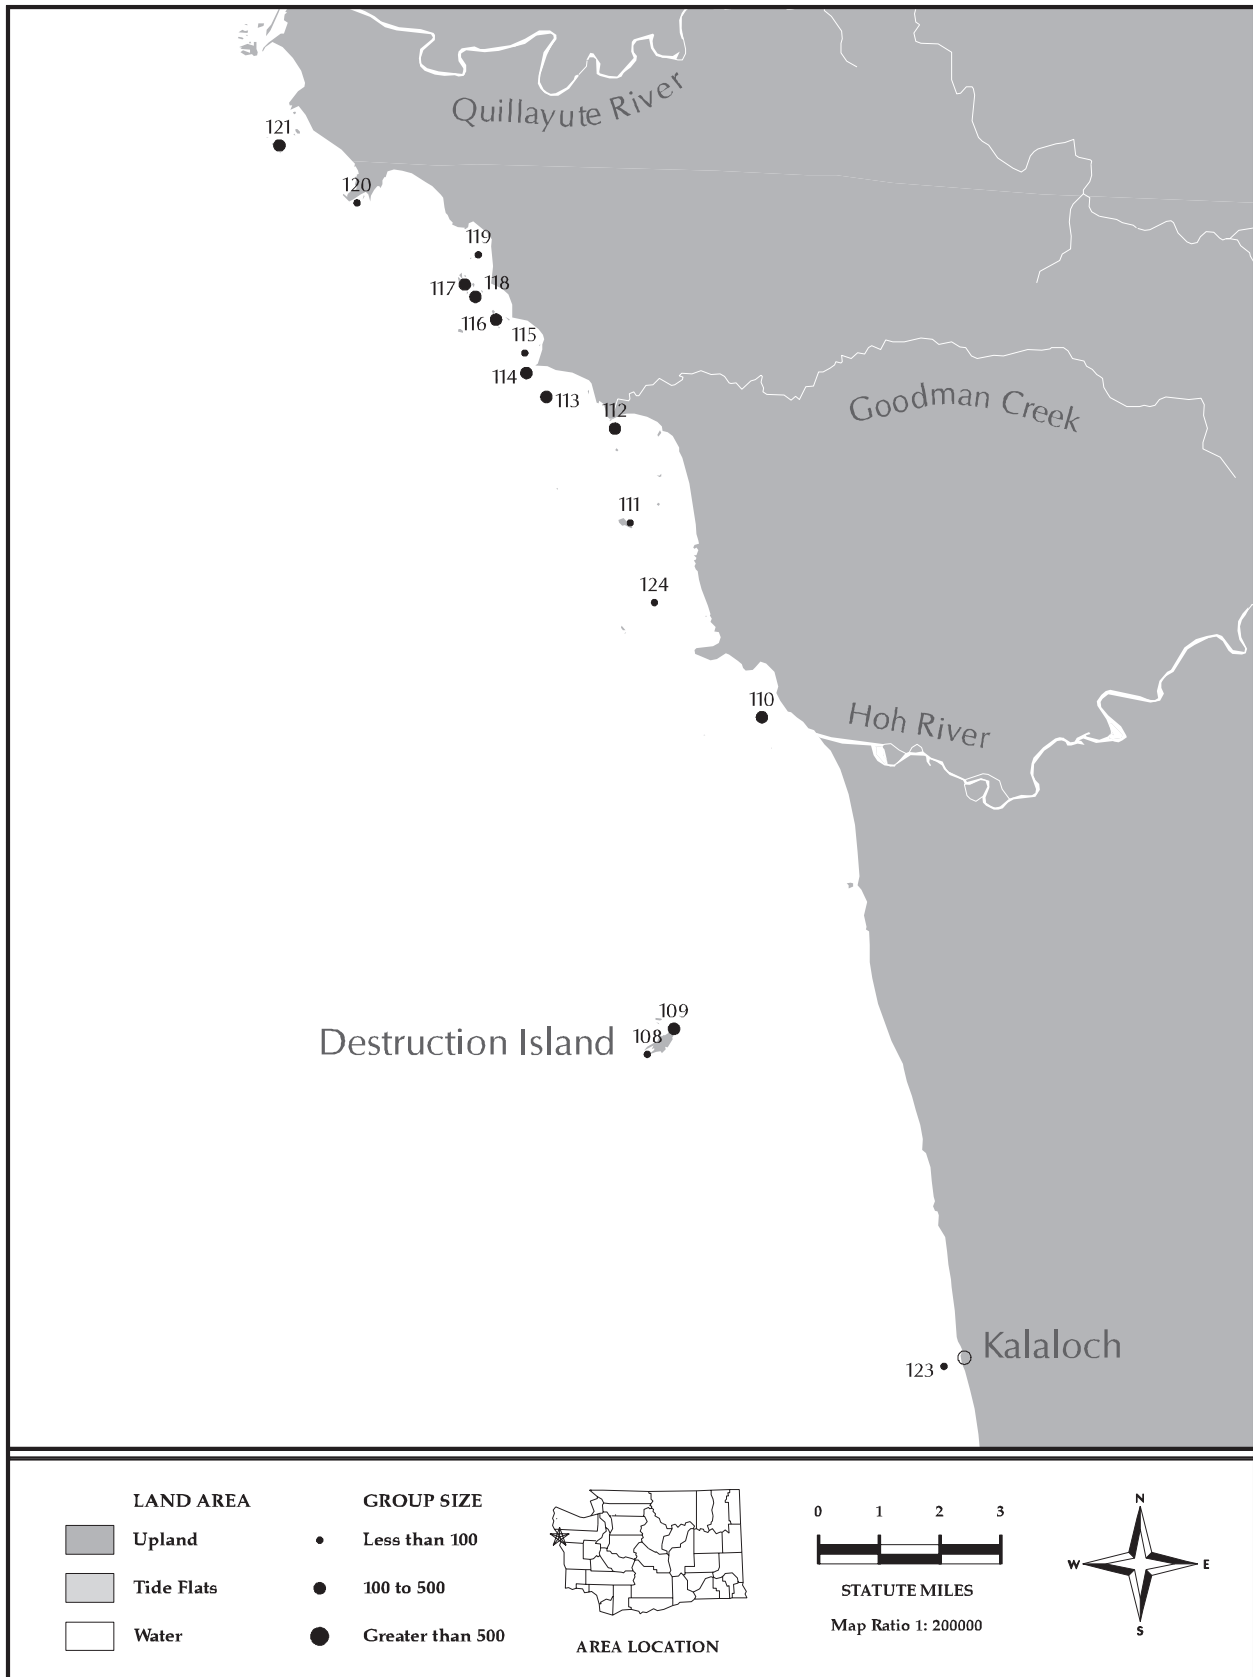 Quillayute River
121
120
119
117
118
116
115
114
113
112
Goodman Creek
111
124
110
Hoh River
109
108
Destruction Island
Kalaloch
123
LAND AREA
Upland
Tide Flats
Water
GROUP SIZE
Less than 100
100 to 500
Greater than 500
AREA LOCATION
0 1 2 3
STATUTE MILES
Map Ratio 1: 200000
N
W E
S